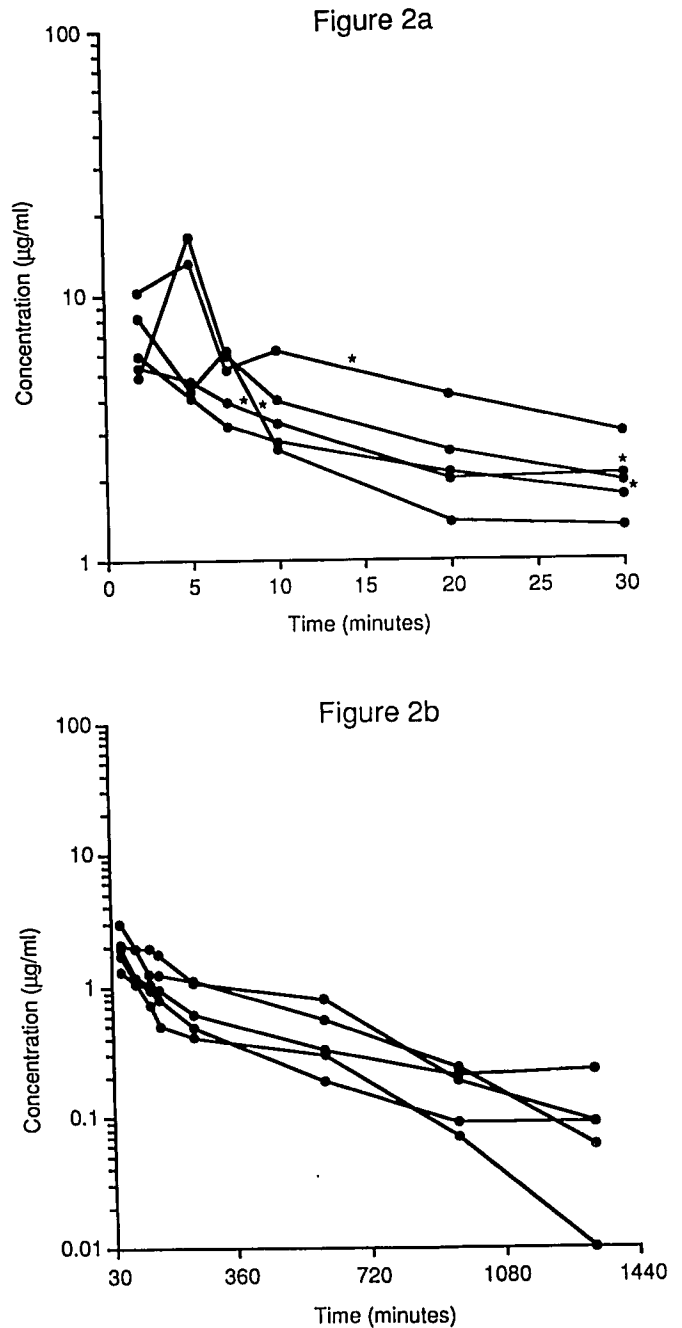 Figure 2a
100
10
1
Concentration (µg/ml)
*
* *
*
*
0 5 10 15 20 25 30
Time (minutes)
Figure 2b
100
10
1
0.1
0.01
Concentration (µg/ml)
30 360 720 1080 1440
Time (minutes)